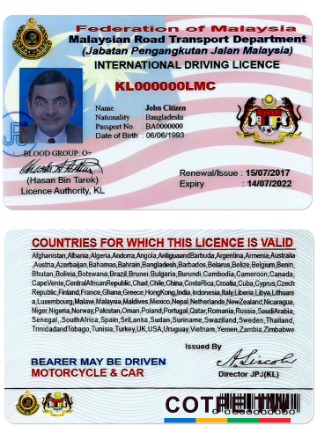 Federation of Malaysia
Malaysian Road Transport Department
(Jabatan Pengangkutan Jalan Malaysia)
INTERNATIONAL DRIVING LICENCE
KL000000LMC
Name John Citizen
Nationality Bangladeshi
Passport No. BA0000000
Date of Birth : 06/06/1993
BLOOD GROUP: O+
(Hasan Bin Tarek)
Licence Authority, KL
Renewal/Issue : 15/07/2017
Expiry : 14/07/2022
COUNTRIES FOR WHICH THIS LICENCE IS VALID
Afghanistan,Albania,Algeria,Andorra,Angola,AntiguaandBarbuda,Argentina,Armenia,Australia
,Austria,Azerbaijan,Bahamas,Bahrain,Bangladesh,Barbados,Belarus,Belize,Belgium,Benin,
Bhutan,Bolivia,Botswana,Brazil,Brunei,Bulgaria,Burundi,Cambodia,Cameroon,Canada,
CapeVerde,CentralAfrican Republic,Chad,Chile,China,CostaRica,Croatia,Cuba,Cyprus,Czech
Republic,Finland,France,Ghana,Greece,HongKong,India,Indonesia,Italy,Liberia,Libya,Lithuani
a,Luxembourg,Malawi,Malaysia,Maldives,Mexico,Nepal,Netherlands,NewZealand,Nicaragua,
Niger,Nigeria,Norway,Pakistan,Oman,Poland,Portugal,Qatar,Romania,Russia,SaudiArabia,
Senegal, SouthAfrica, Spain, SriLanka, Sudan, Suriname, Swaziland, Sweden, Thailand,
TrinidadandTobago,Tunisia,Turkey,UK,USA,Uruguay,Vietnam,Yemen,Zambia,Zimbabwe
Issued By
BEARER MAY BE DRIVEN
MOTORCYCLE & CAR
Director JPJ(KL)